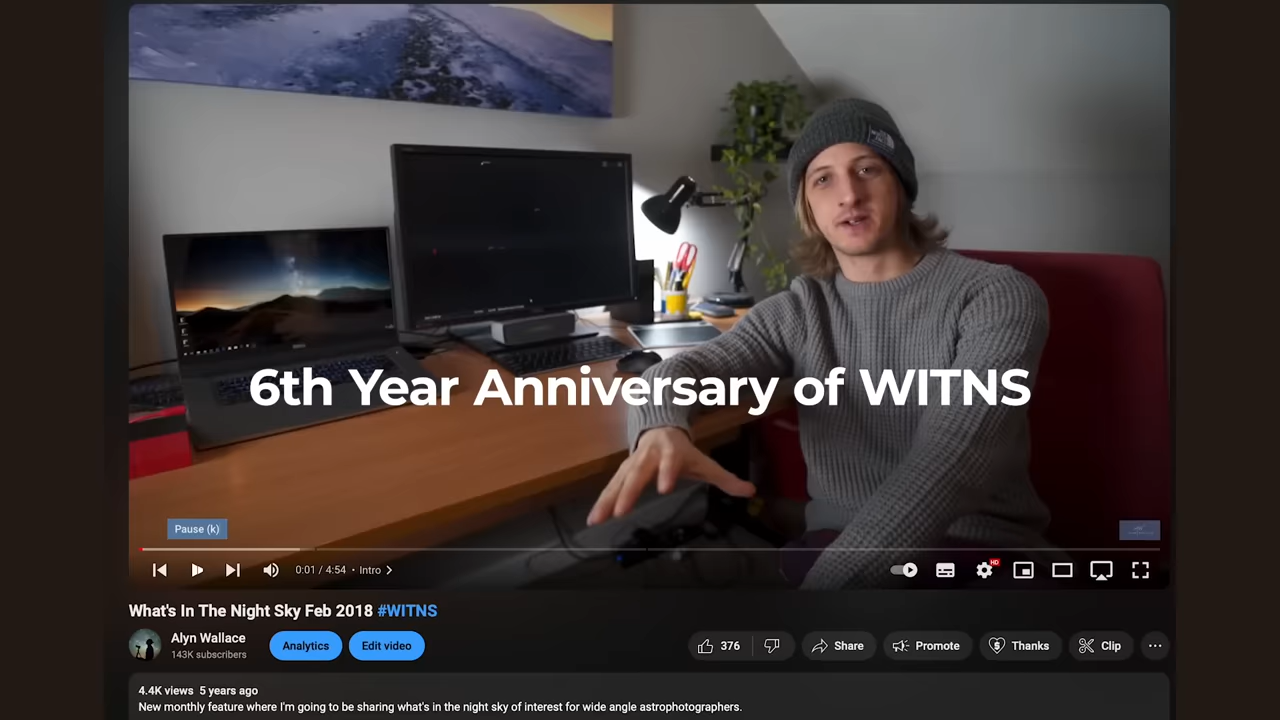 6th Year Anniversary of WITNS
Pause (k)
0:01 / 4:54 • Intro
HD
What's In The Night Sky Feb 2018 #WITNS
Alyn Wallace
143K subscribers
Analytics
Edit video
376
Share
Promote
Thanks
Clip
4.4K views 5 years ago
New monthly feature where I'm going to be sharing what's in the night sky of interest for wide angle astrophotographers.